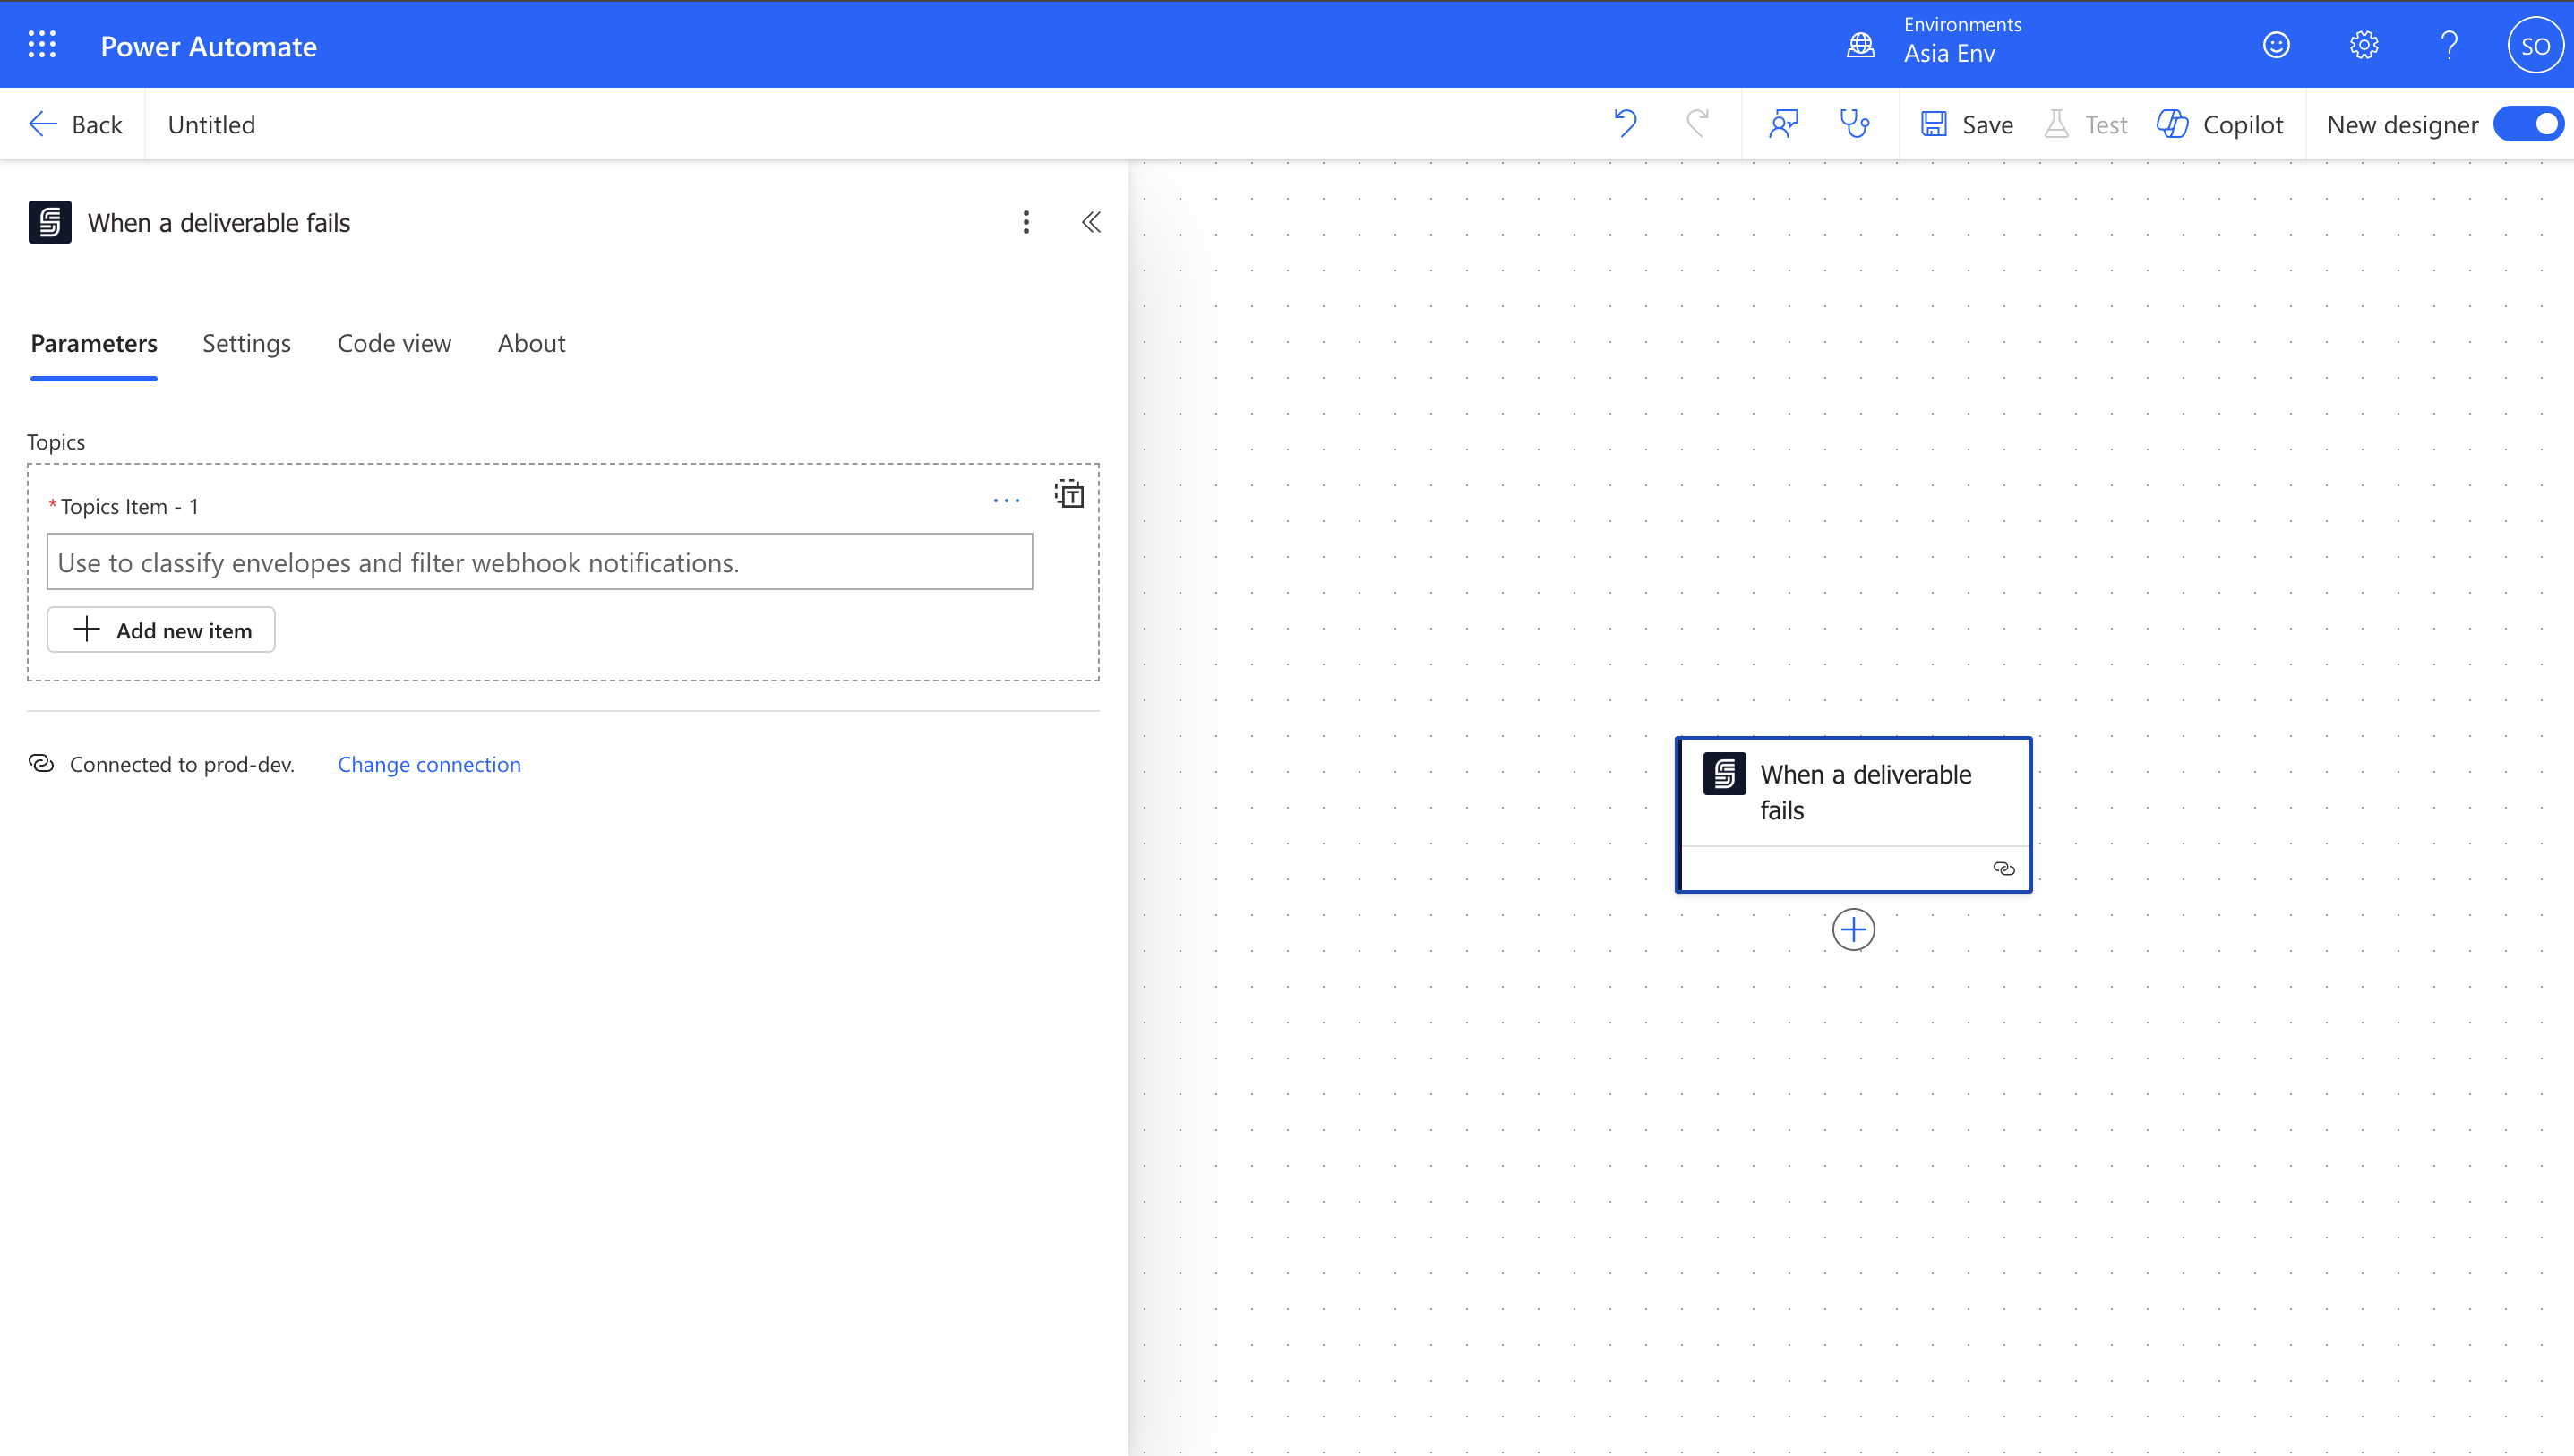 Power Automate
Environments
Asia Env
SO
Back
Untitled
Save
Test
Copilot
New designer
When a deliverable fails
Parameters
Settings
Code view
About
Topics
* Topics Item - 1
Use to classify envelopes and filter webhook notifications.
Add new item
Connected to prod-dev.
Change connection
When a deliverable
fails